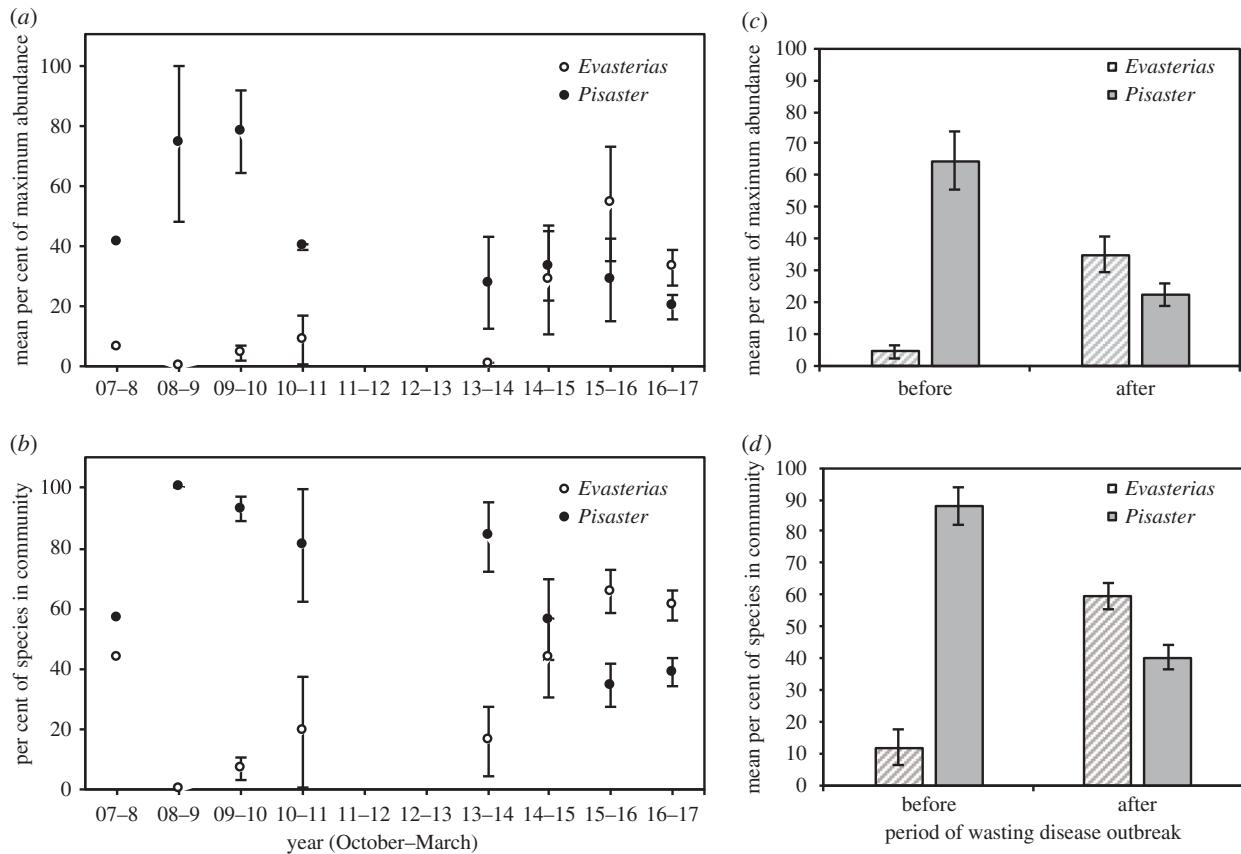 (a)
mean per cent of maximum abundance
100
80
60
40
20
0
Evasterias
Pisaster
07–8 08–9 09–10 10–11 11–12 12–13 13–14 14–15 15–16 16–17
(b)
per cent of species in community
100
80
60
40
20
0
Evasterias
Pisaster
07–8 08–9 09–10 10–11 11–12 12–13 13–14 14–15 15–16 16–17
year (October–March)
(c)
mean per cent of maximum abundance
100
90
80
70
60
50
40
30
20
10
0
Evasterias
Pisaster
before after
(d)
mean per cent of species in community
100
90
80
70
60
50
40
30
20
10
0
Evasterias
Pisaster
before after
period of wasting disease outbreak